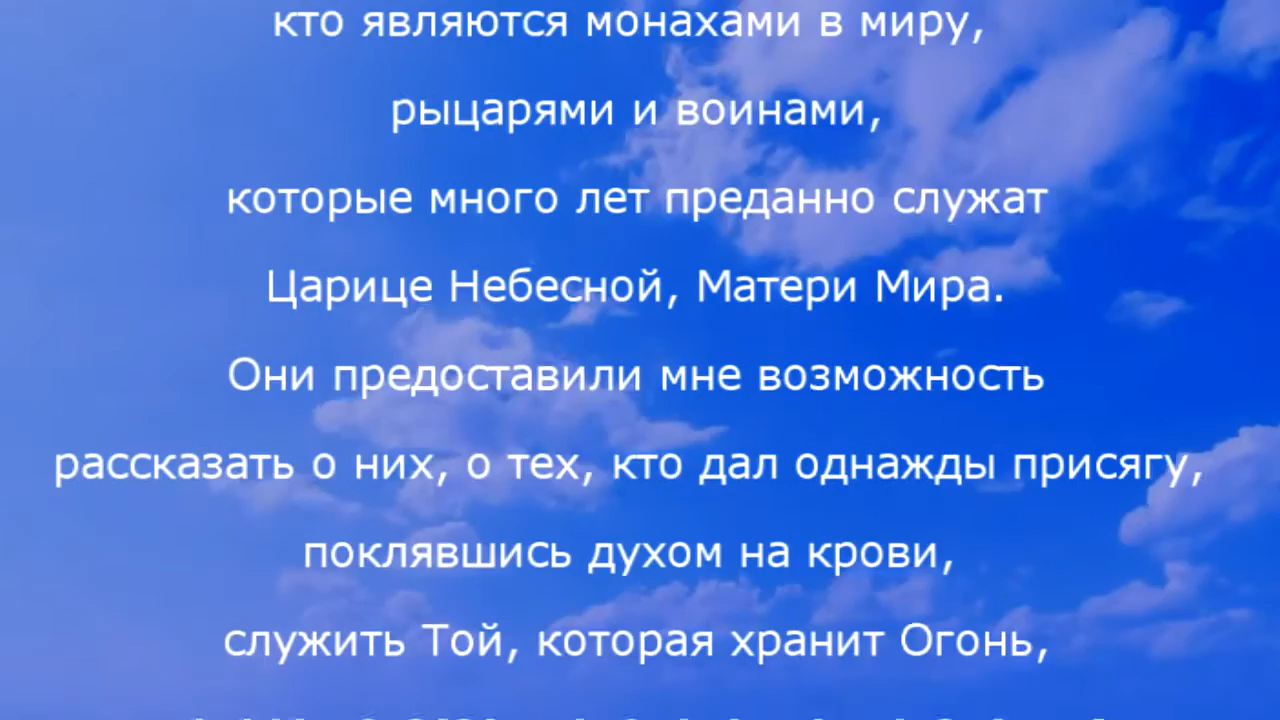 кто являются монахами в миру,
рыцарями и воинами,
которые много лет преданно служат
Царице Небесной, Матери Мира.
Они предоставили мне возможность
рассказать о них, о тех, кто дал однажды присягу,
поклявшись духом на крови,
служить Той, которая хранит Огонь,